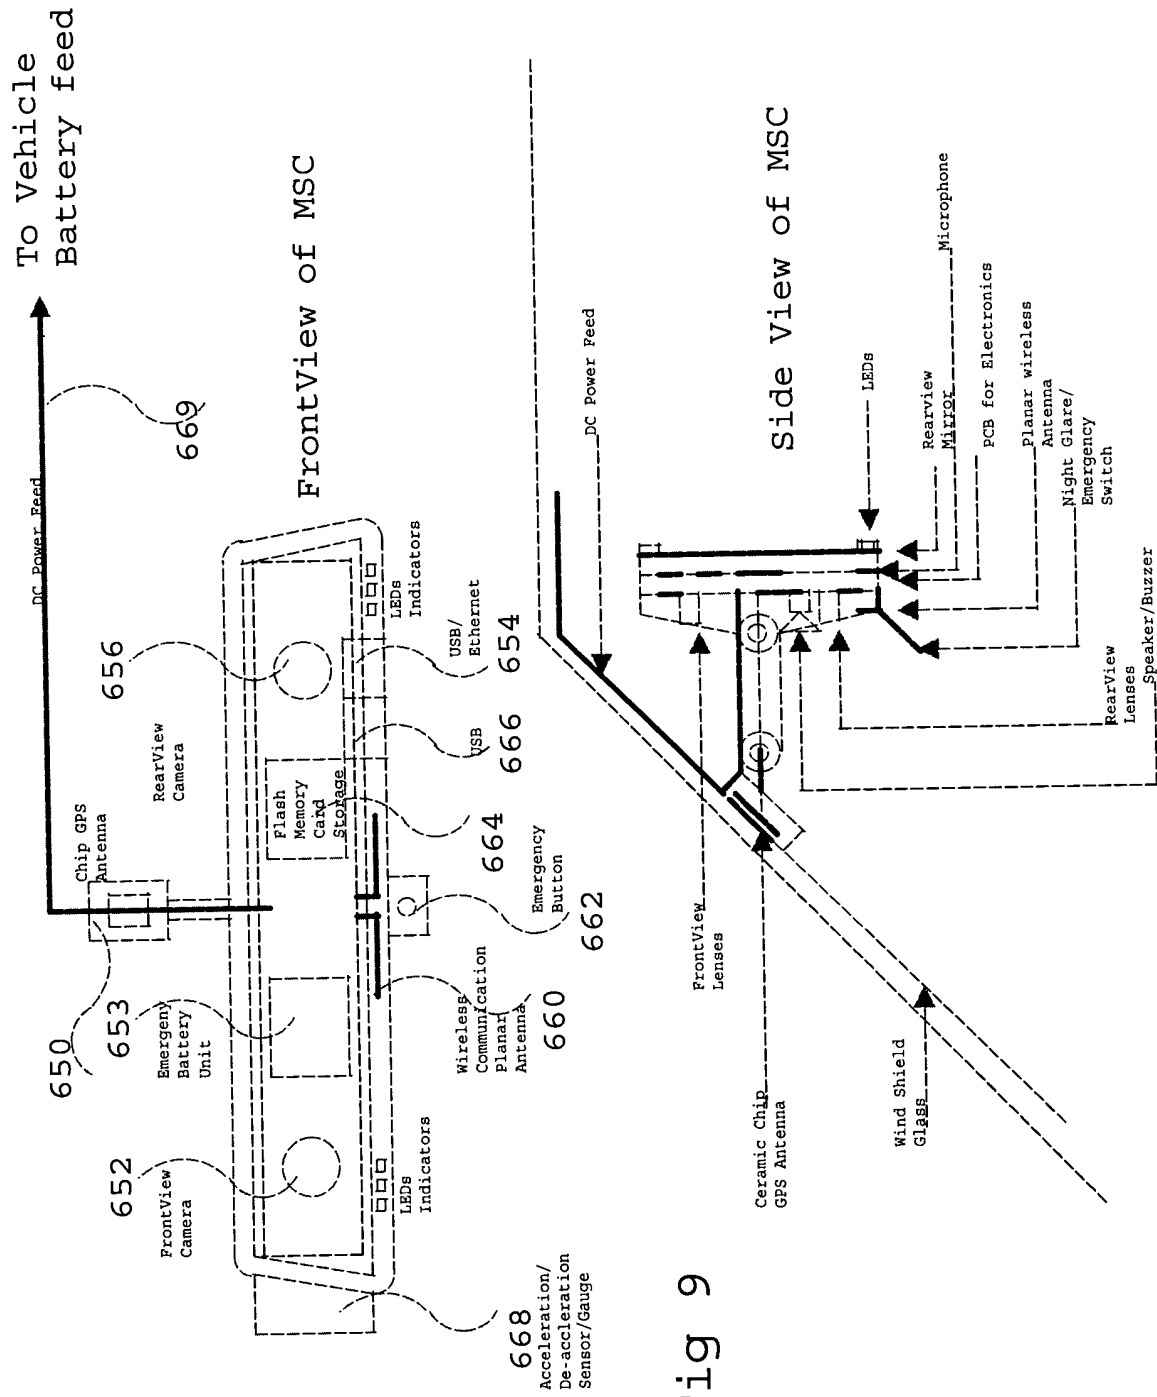 To Vehicle
Battery feed
DC Power Feed
669
FrontView of MSC
Chip GPS
Antenna
650
RearView
Camera
656
653
Emergeny
Battery
Unit
652
FrontView
Camera
Flash
Memory
Card
Storage
664
USB
666
USB/
Ethernet
654
LEDs
Indicators
Emergency
Button
662
Wireless
Communication
Planar
Antenna
660
LEDs
Indicators
668
Acceleration/
De-accleration
Sensor/Gauge
Side View of MSC
DC Power Feed
LEDs
Rearview
Mirror
Microphone
PCB for Electronics
Planar wireless
Antenna
Night Glare/
Emergency
Switch
Speaker/Buzzer
RearView
Lenses
FrontView
Lenses
Ceramic Chip
GPS Antenna
Wind Shield
Glass
ig 9